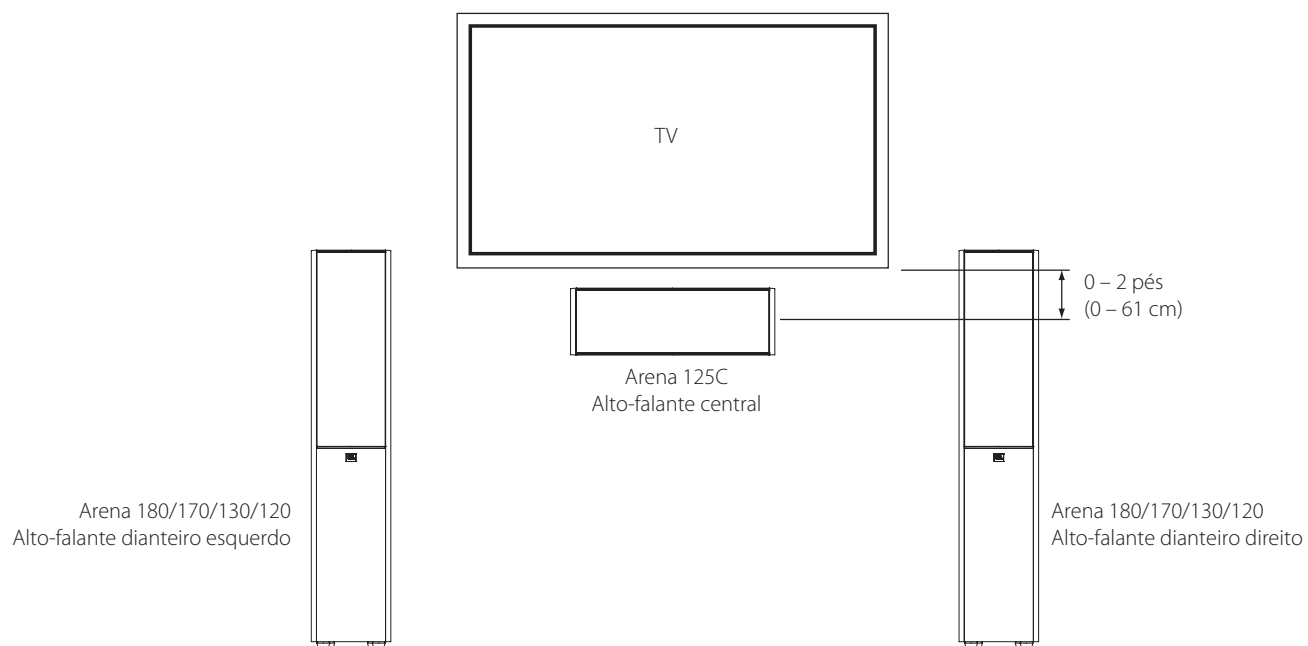 TV
0 – 2 pés
(0 – 61 cm)
Arena 125C
Alto-falante central
Arena 180/170/130/120
Alto-falante dianteiro esquerdo
Arena 180/170/130/120
Alto-falante dianteiro direito